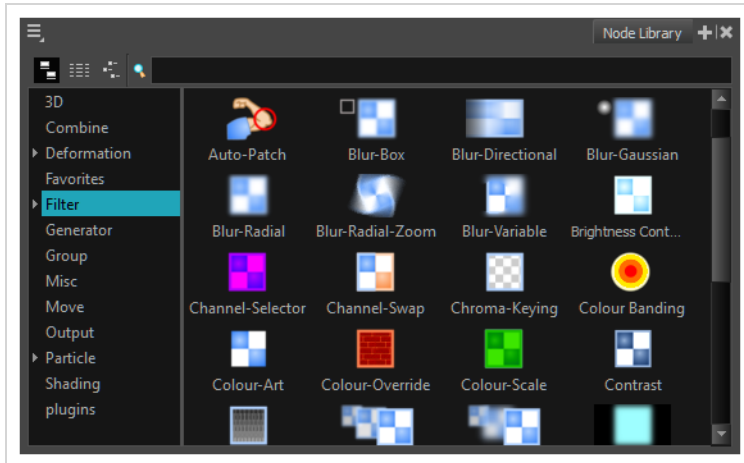 Node Library
3D
Combine
Deformation
Favorites
Filter
Generator
Group
Misc
Move
Output
Particle
Shading
plugins
Auto-Patch Blur-Box Blur-Directional Blur-Gaussian
Blur-Radial Blur-Radial-Zoom Blur-Variable Brightness Cont...
Channel-Selector Channel-Swap Chroma-Keying Colour Banding
Colour-Art Colour-Override Colour-Scale Contrast